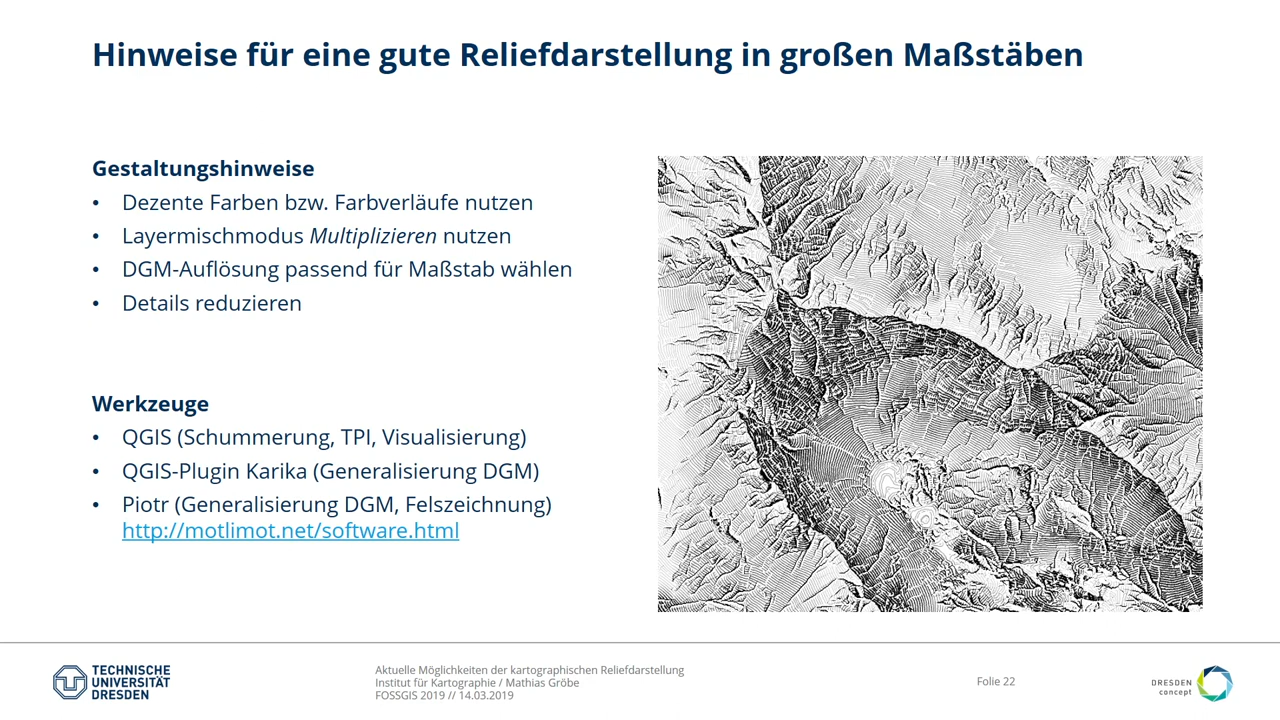 Hinweise für eine gute Reliefdarstellung in großen Maßstäben
Gestaltungshinweise
• Dezente Farben bzw. Farbverläufe nutzen
• Layermischmodus Multiplizieren nutzen
• DGM-Auflösung passend für Maßstab wählen
• Details reduzieren
Werkzeuge
• QGIS (Schummerung, TPI, Visualisierung)
• QGIS-Plugin Karika (Generalisierung DGM)
• Piotr (Generalisierung DGM, Felszeichnung)
http://motlimot.net/software.html
TECHNISCHE
UNIVERSITÄT
DRESDEN
Aktuelle Möglichkeiten der kartographischen Reliefdarstellung
Institut für Kartographie / Mathias Gröbe
FOSSGIS 2019 // 14.03.2019
Folie 22
DRESDEN
concept